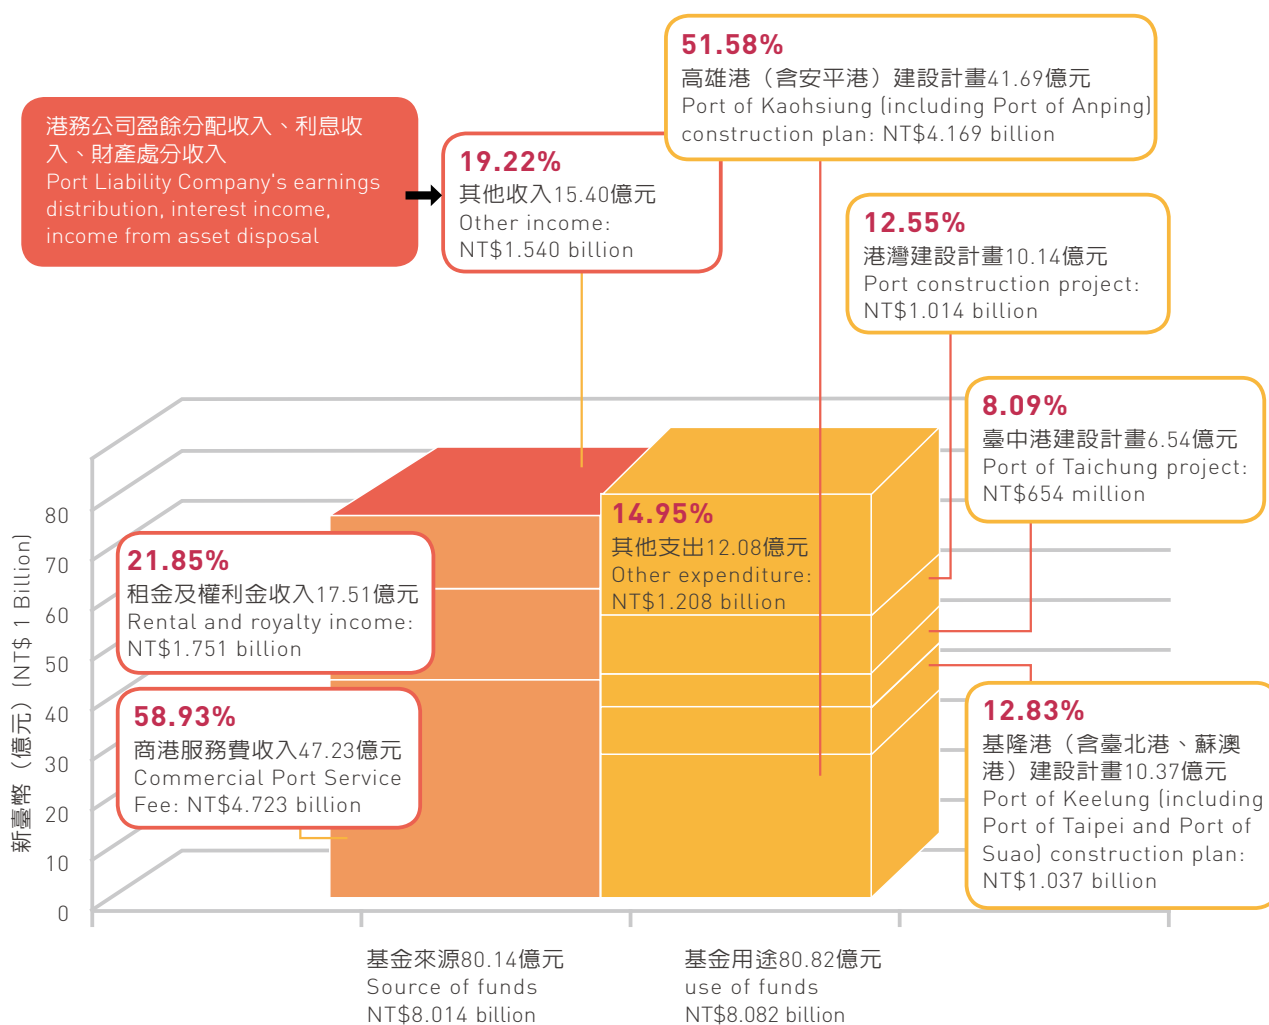 51.58%
高雄港（含安平港）建設計畫41.69億元
Port of Kaohsiung (including Port of Anping)
construction plan: NT$4.169 billion
港務公司盈餘分配收入、利息收
入、財產處分收入
Port Liability Company's earnings
distribution, interest income,
income from asset disposal
19.22%
其他收入15.40億元
Other income:
NT$1.540 billion
12.55%
港灣建設計畫10.14億元
Port construction project:
NT$1.014 billion
8.09%
臺中港建設計畫6.54億元
Port of Taichung project:
NT$654 million
14.95%
其他支出12.08億元
Other expenditure:
NT$1.208 billion
21.85%
租金及權利金收入17.51億元
Rental and royalty income:
NT$1.751 billion
58.93%
商港服務費收入47.23億元
Commercial Port Service
Fee: NT$4.723 billion
12.83%
基隆港（含臺北港、蘇澳
港）建設計畫10.37億元
Port of Keelung (including
Port of Taipei and Port of
Suao) construction plan:
NT$1.037 billion
新臺幣（億元）(NT$ 1 Billion)
80
70
60
50
40
30
20
10
0
基金來源80.14億元
Source of funds
NT$8.014 billion
基金用途80.82億元
use of funds
NT$8.082 billion